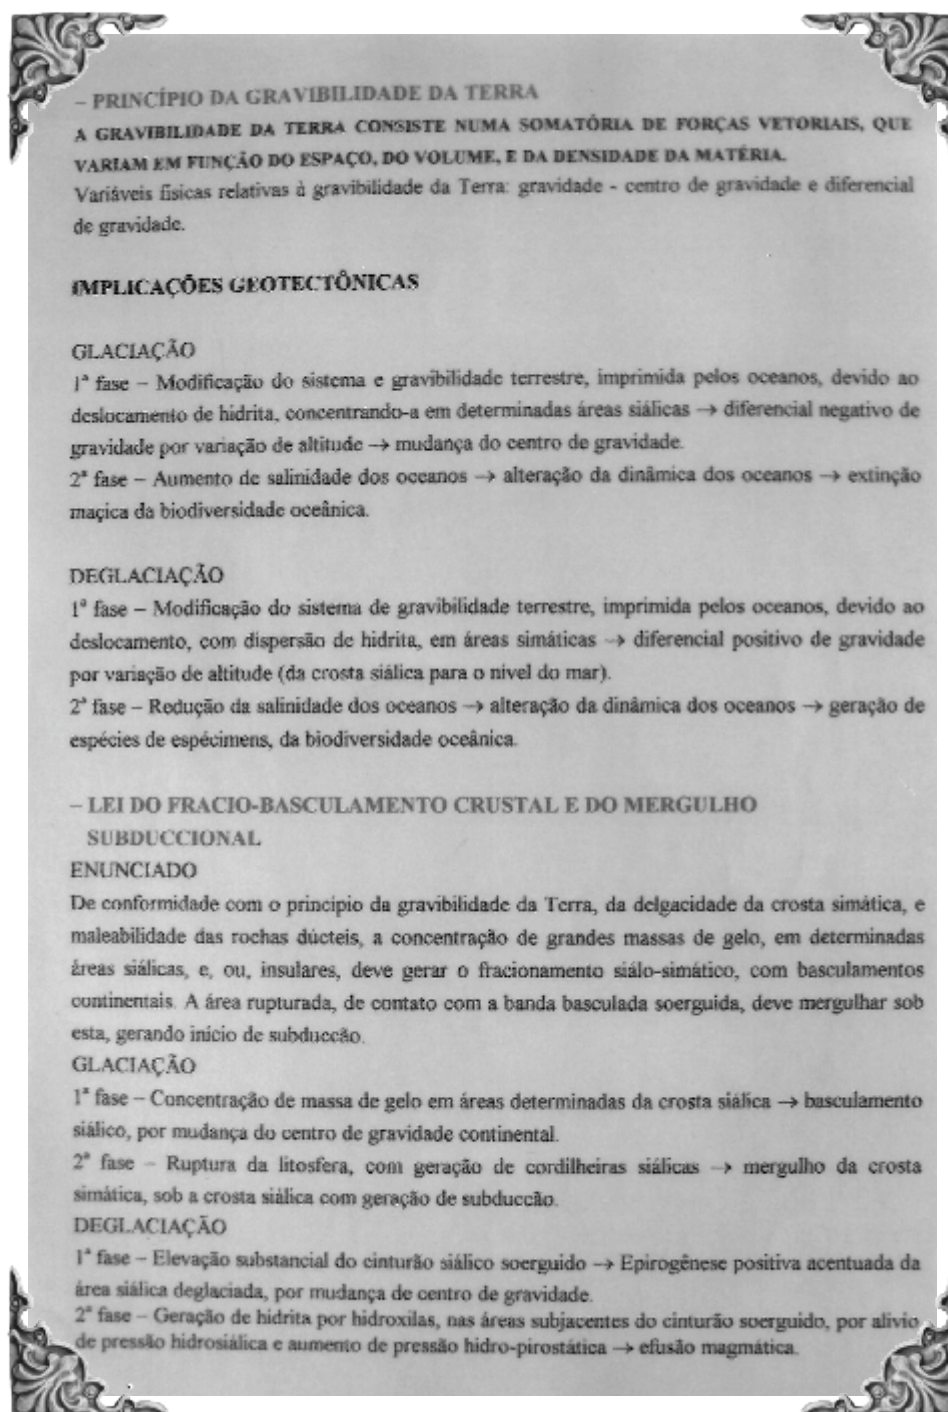 – PRINCÍPIO DA GRAVIBILIDADE DA TERRA
A GRAVIBILIDADE DA TERRA CONSISTE NUMA SOMATÓRIA DE FORÇAS VETORIAIS, QUE
VARIAM EM FUNÇÃO DO ESPAÇO, DO VOLUME, E DA DENSIDADE DA MATÉRIA.
Variáveis físicas relativas à gravibilidade da Terra: gravidade - centro de gravidade e diferencial
de gravidade.
IMPLICAÇÕES GEOTECTÔNICAS
GLACIAÇÃO
1ª fase – Modificação do sistema e gravibilidade terrestre, imprimida pelos oceanos, devido ao
deslocamento de hidrita, concentrando-a em determinadas áreas siálicas → diferencial negativo de
gravidade por variação de altitude → mudança do centro de gravidade.
2ª fase – Aumento de salinidade dos oceanos → alteração da dinâmica dos oceanos → extinção
maçica da biodiversidade oceânica.
DEGLACIAÇÃO
1ª fase – Modificação do sistema de gravibilidade terrestre, imprimida pelos oceanos, devido ao
deslocamento, com dispersão de hidrita, em áreas simáticas → diferencial positivo de gravidade
por variação de altitude (da crosta siálica para o nível do mar).
2ª fase – Redução da salinidade dos oceanos → alteração da dinâmica dos oceanos → geração de
espécies de espécimens, da biodiversidade oceânica.
– LEI DO FRACIO-BASCULAMENTO CRUSTAL E DO MERGULHO
SUBDUCCIONAL
ENUNCIADO
De conformidade com o princípio da gravibilidade da Terra, da delgacidade da crosta simática, e
maleabilidade das rochas dúcteis, a concentração de grandes massas de gelo, em determinadas
áreas siálicas, e, ou, insulares, deve gerar o fracionamento siálo-simático, com basculamentos
continentais. A área rupturada, de contato com a banda basculada soerguida, deve mergulhar sob
esta, gerando início de subducção.
GLACIAÇÃO
1ª fase – Concentração de massa de gelo em áreas determinadas da crosta siálica → basculamento
siálico, por mudança do centro de gravidade continental.
2ª fase – Ruptura da litosfera, com geração de cordilheiras siálicas → mergulho da crosta
simática, sob a crosta siálica com geração de subducção.
DEGLACIAÇÃO
1ª fase – Elevação substancial do cinturão siálico soerguido → Epirogênese positiva acentuada da
área siálica deglaciada, por mudança de centro de gravidade.
2ª fase – Geração de hidrita por hidroxilas, nas áreas subjacentes do cinturão soerguido, por alivio
de pressão hidrosiálica e aumento de pressão hidro-pirostática → efusão magmática.